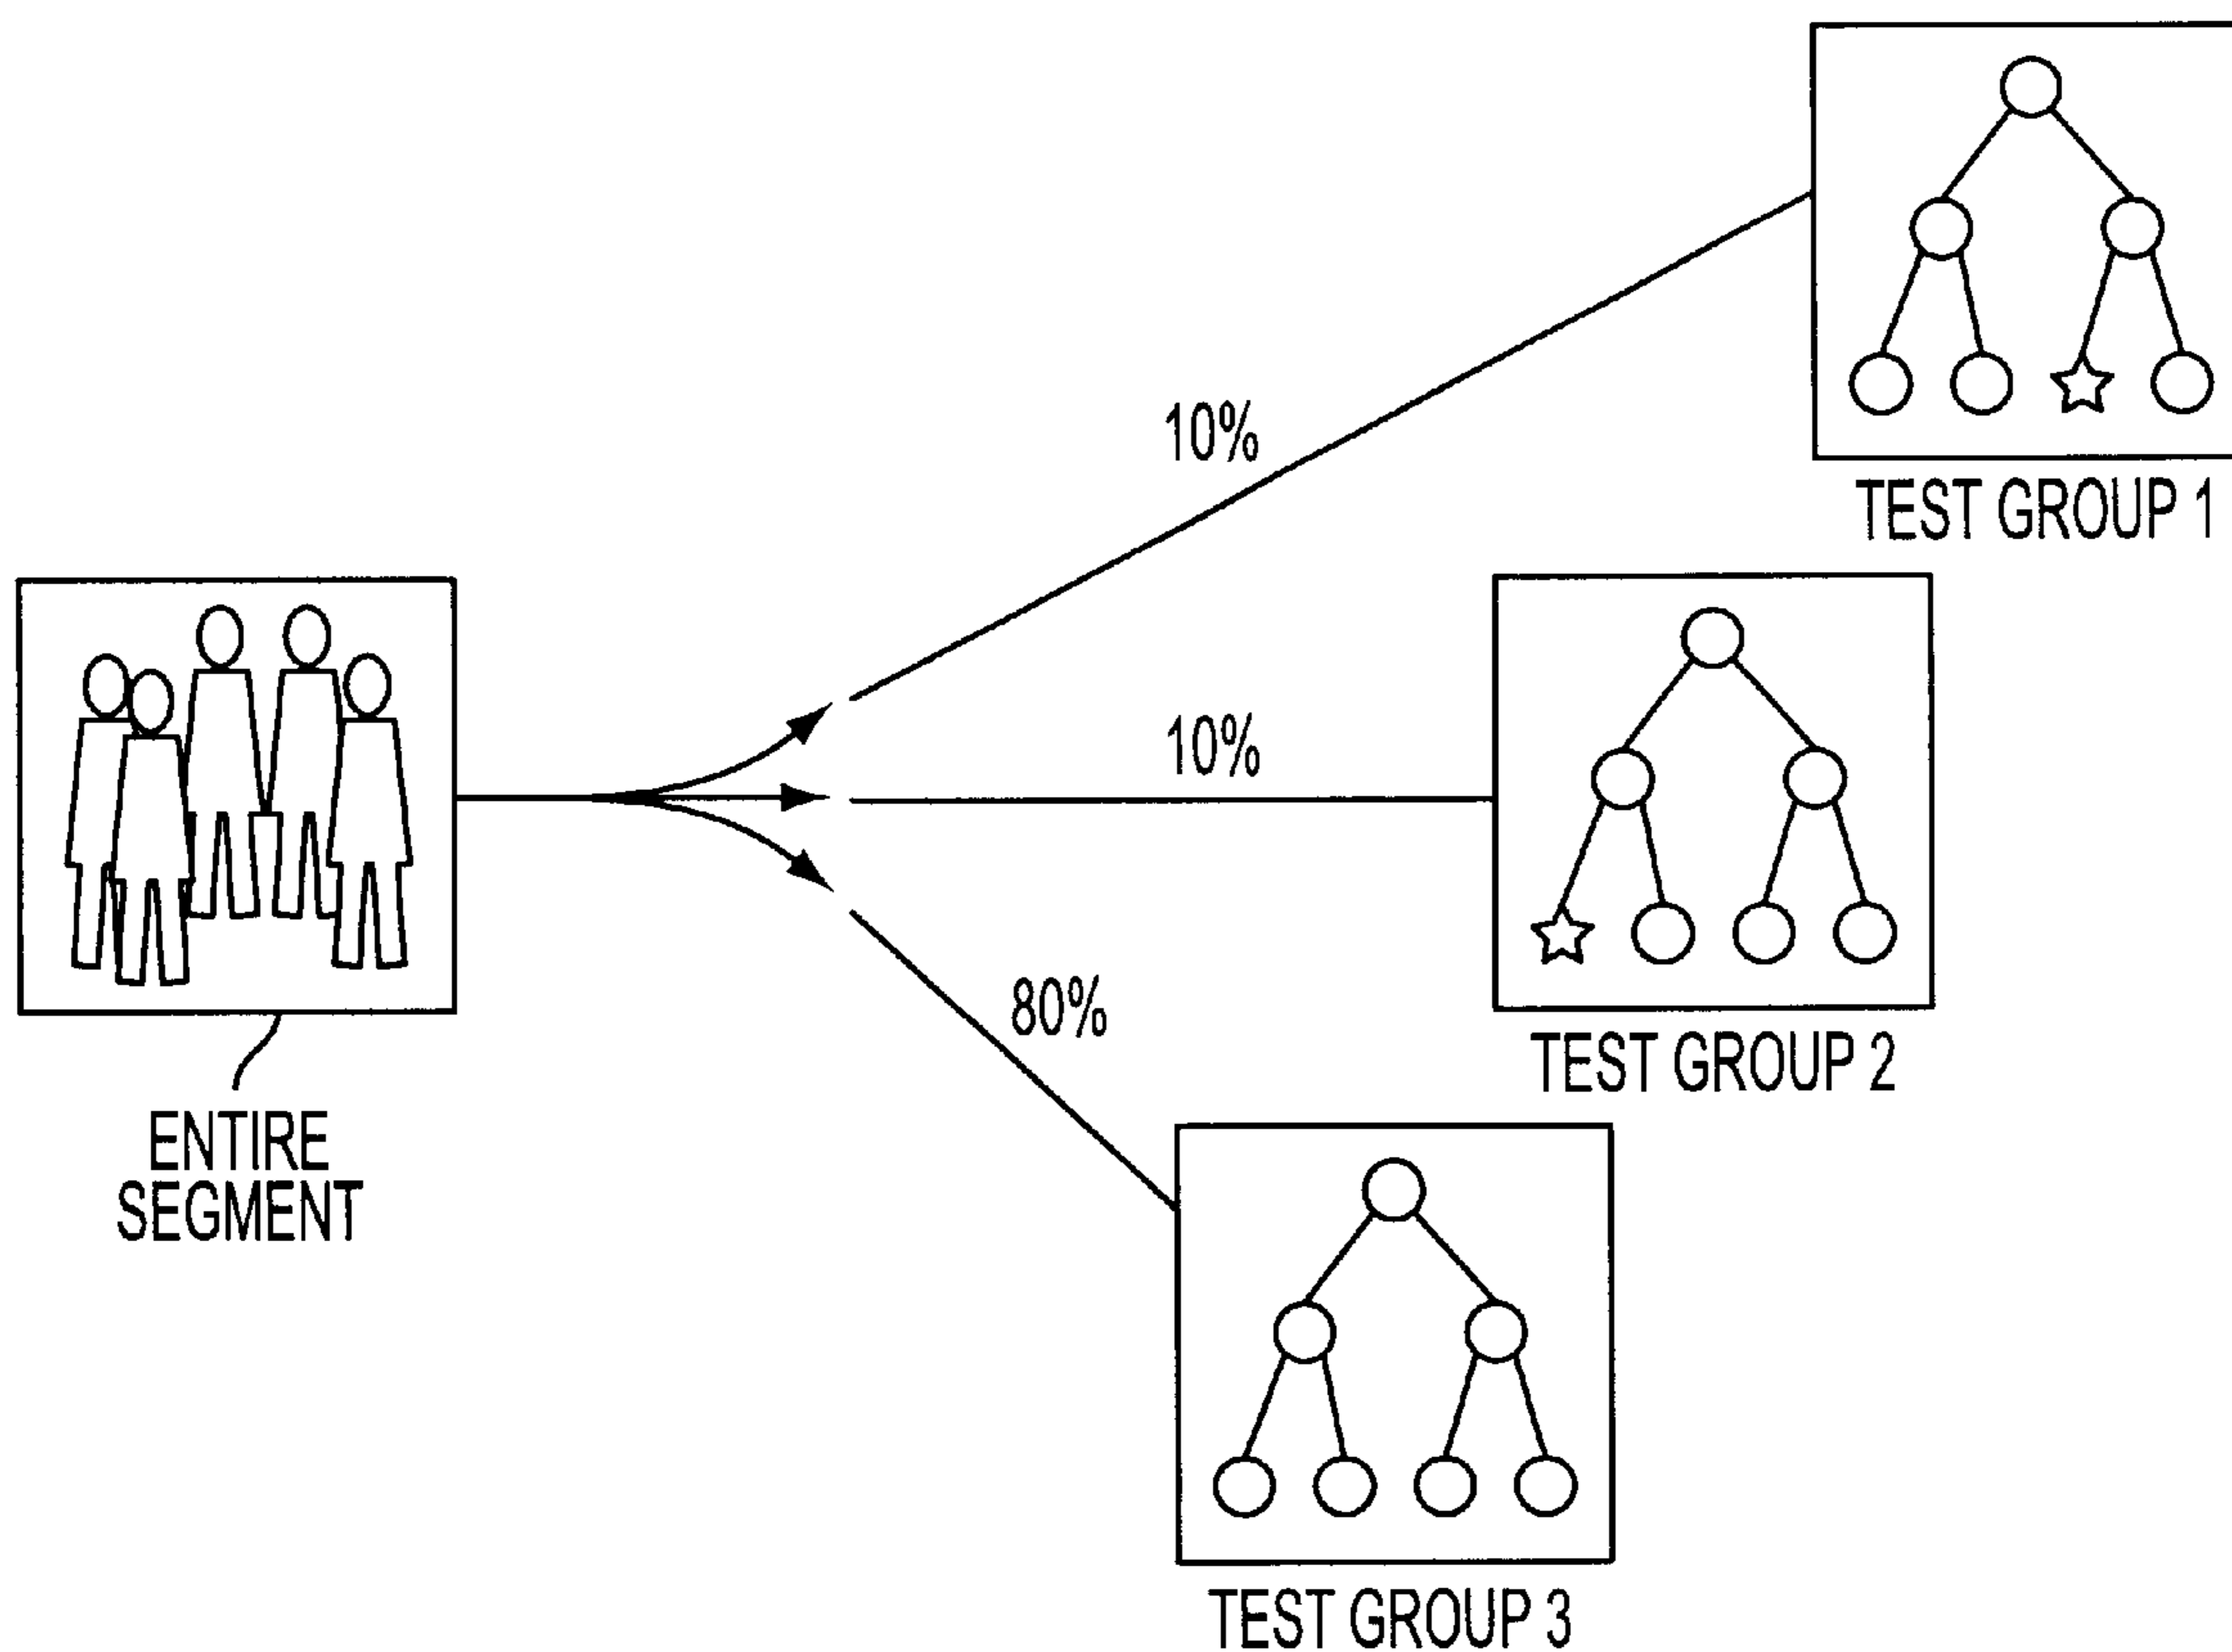 10%
TEST GROUP 1
10%
TEST GROUP 2
80%
ENTIRE
SEGMENT
TEST GROUP 3